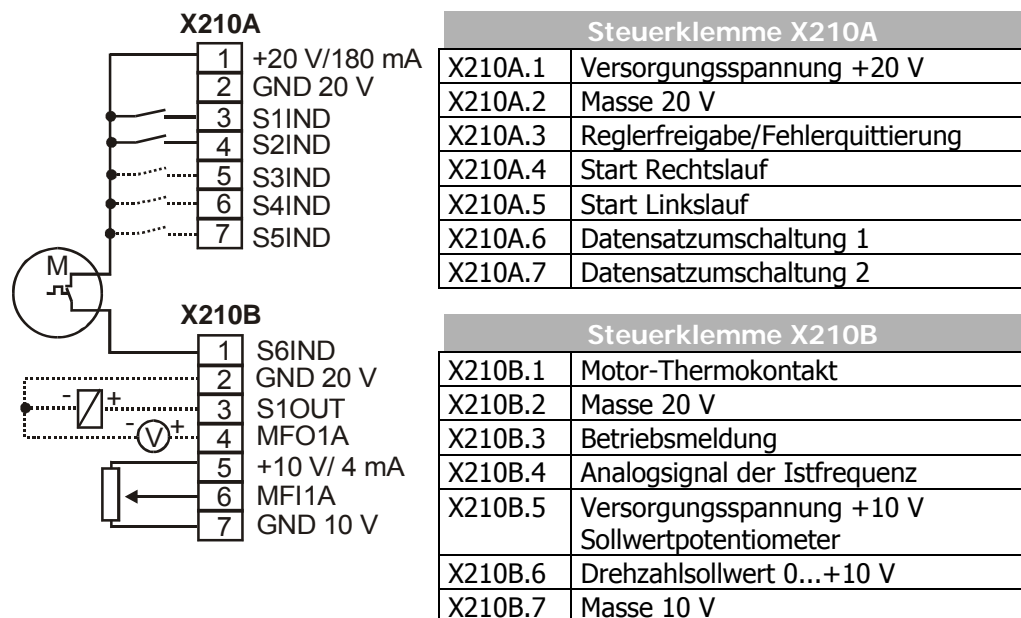 X210A
1 +20 V/180 mA
2 GND 20 V
3 S1IND
4 S2IND
5 S3IND
6 S4IND
7 S5IND
M
X210B
1 S6IND
2 GND 20 V
- + 3 S1OUT
- V + 4 MFO1A
5 +10 V/ 4 mA
6 MFI1A
7 GND 10 V
Steuerklemme X210A
X210A.1 Versorgungsspannung +20 V
X210A.2 Masse 20 V
X210A.3 Reglerfreigabe/Fehlerquittierung
X210A.4 Start Rechtslauf
X210A.5 Start Linkslauf
X210A.6 Datensatzumschaltung 1
X210A.7 Datensatzumschaltung 2
Steuerklemme X210B
X210B.1 Motor-Thermokontakt
X210B.2 Masse 20 V
X210B.3 Betriebsmeldung
X210B.4 Analogsignal der Istfrequenz
X210B.5 Versorgungsspannung +10 V
Sollwertpotentiometer
X210B.6 Drehzahlsollwert 0...+10 V
X210B.7 Masse 10 V